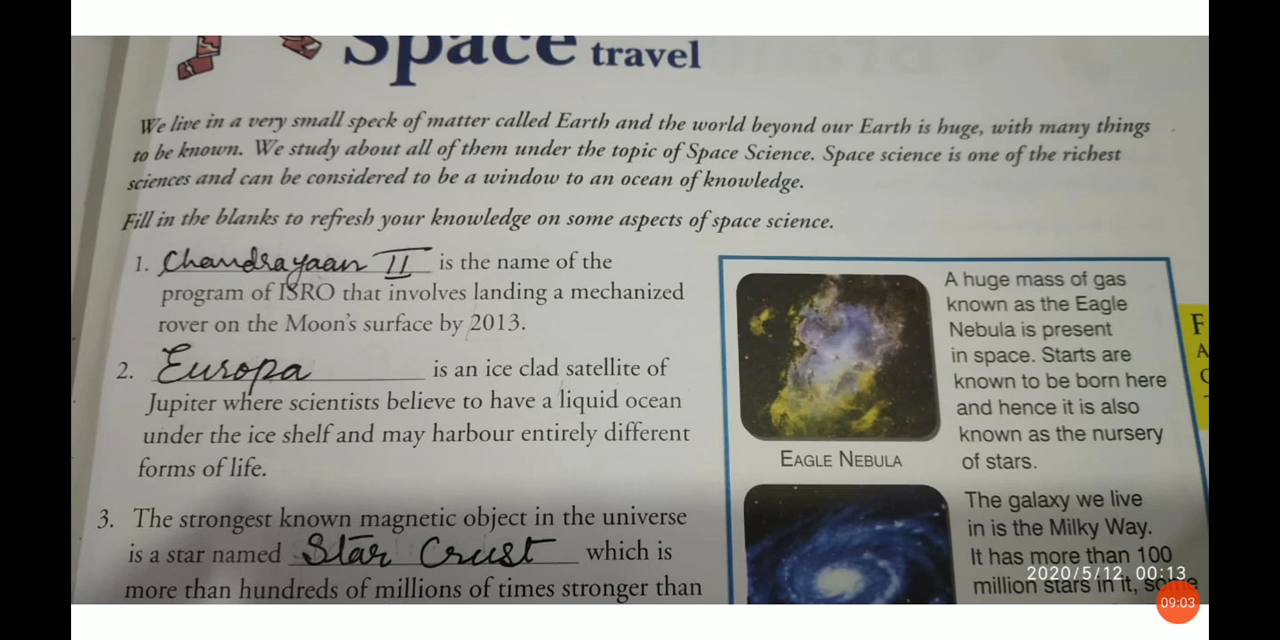 Space travel
We live in a very small speck of matter called Earth and the world beyond our Earth is huge, with many things
to be known. We study about all of them under the topic of Space Science. Space science is one of the richest
sciences and can be considered to be a window to an ocean of knowledge.
Fill in the blanks to refresh your knowledge on some aspects of space science.
1. Chandrayaan II is the name of the
program of ISRO that involves landing a mechanized
rover on the Moon's surface by 2013.
2. Europa is an ice clad satellite of
Jupiter where scientists believe to have a liquid ocean
under the ice shelf and may harbour entirely different
forms of life.
3. The strongest known magnetic object in the universe
is a star named Star Crust which is
more than hundreds of millions of times stronger than
A huge mass of gas
known as the Eagle
Nebula is present
in space. Starts are
known to be born here
and hence it is also
known as the nursery
of stars.
EAGLE NEBULA
The galaxy we live
in is the Milky Way.
It has more than 100
million stars in it, some
F
A
2020/5/12 00:13
09:03